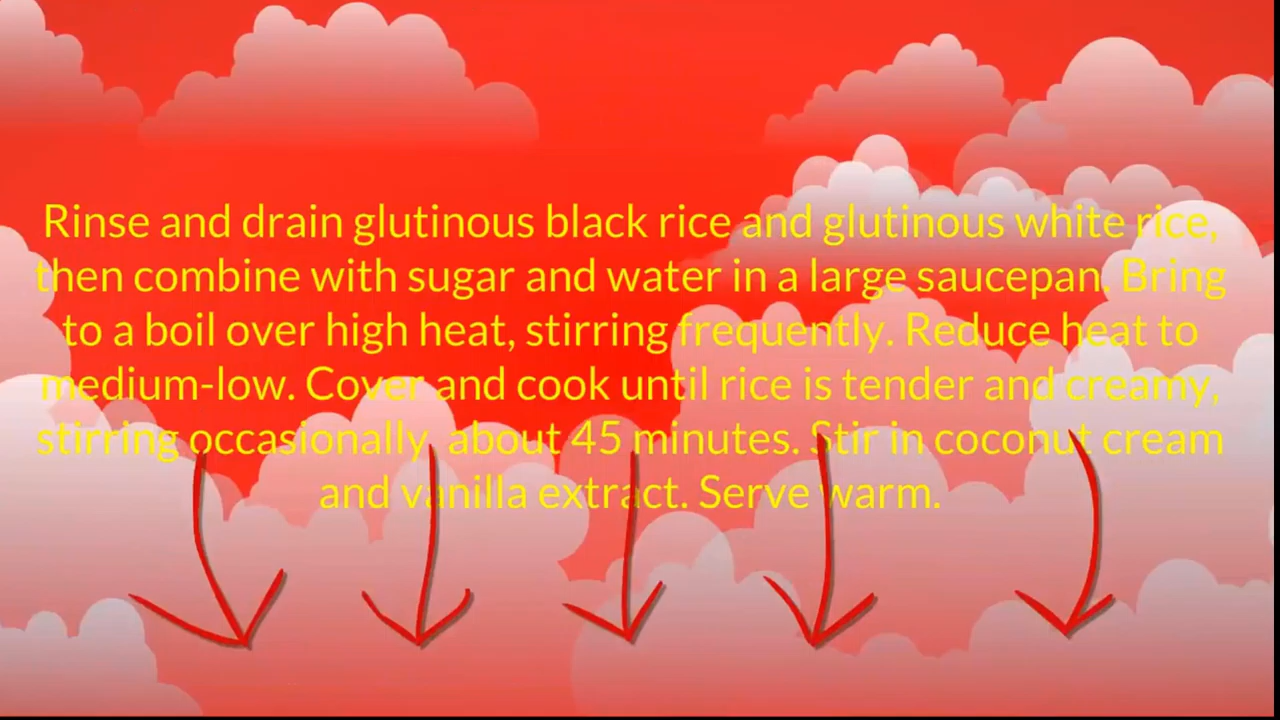 Rinse and drain glutinous black rice and glutinous white rice,
then combine with sugar and water in a large saucepan. Bring
to a boil over high heat, stirring frequently. Reduce heat to
medium-low. Cover and cook until rice is tender and creamy,
stirring occasionally, about 45 minutes. Stir in coconut cream
and vanilla extract. Serve warm.